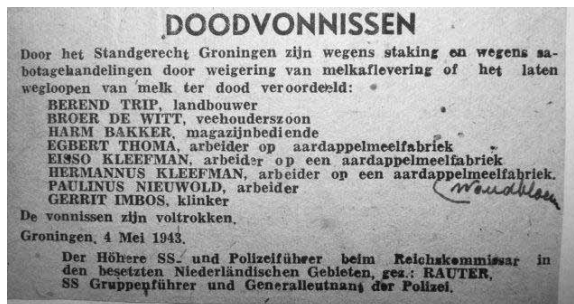 DOODVONNISSEN
Door het Standgerecht Groningen zijn wegens staking en wegens sa-
botagehandelingen door weigering van melkaflevering of het laten
wegloopen van melk ter dood veroordeeld:
BEREND TRIP, landbouwer
BROER DE WITT, veehouderszoon
HARM BAKKER, magazijnbediende
EGBERT THOMA, arbeider op aardappelmeelfabriek
EISSO KLEEFMAN, arbeider op een aardappelmeelfabriek
HERMANNUS KLEEFMAN, arbeider op een aardappelmeelfabriek.
PAULINUS NIEUWOLD, arbeider
Woudbloem
GERRIT IMBOS, klinker
De vonnissen zijn voltrokken.
Groningen, 4 Mei 1943.
Der Höhere SS- und Polizeiführer beim Reichskommissar in
den besetzten Niederländischen Gebieten, gez.: RAUTER,
SS Gruppenführer und Generalleutnant der Polizei.